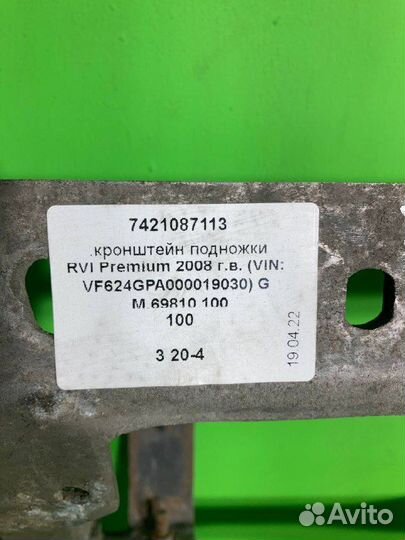 7421087113
.кронштейн подножки
RVI Premium 2008 г.в. (VIN:
VF624GPA000019030) G
M 69810 100
100
3 20-4
19.04.22
Avito